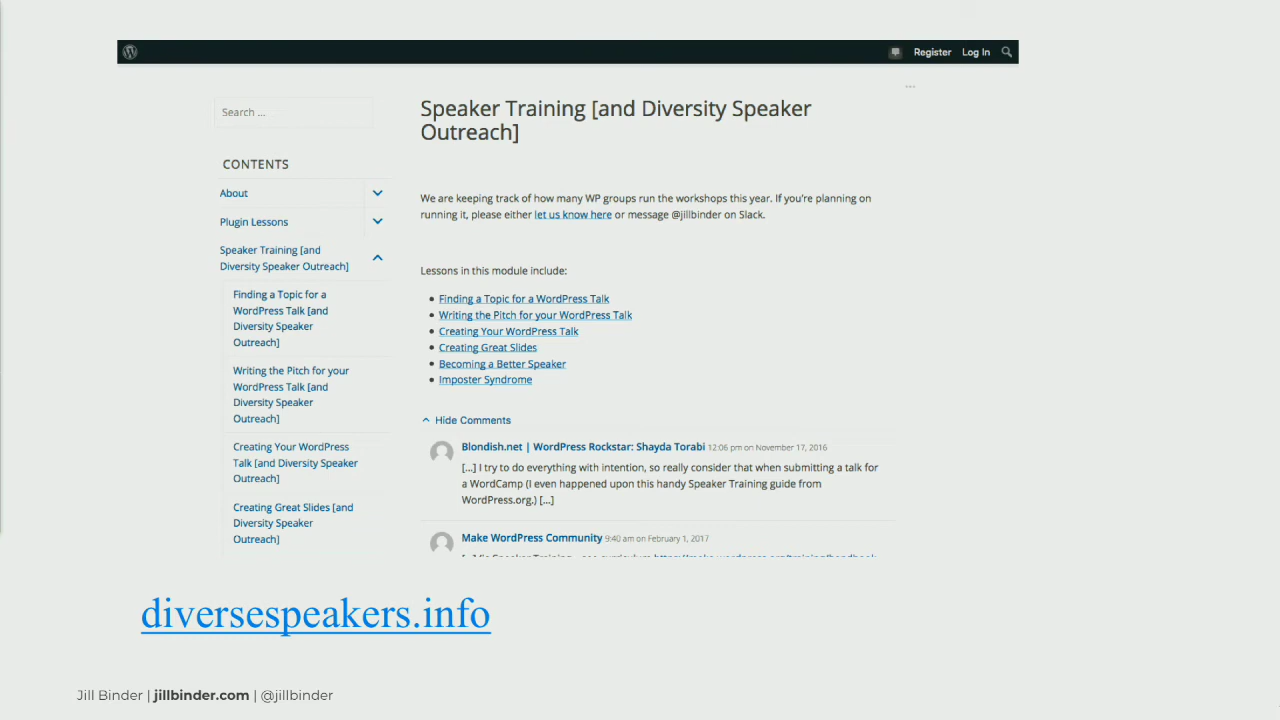 Register Log In
Search ...
CONTENTS
About
Plugin Lessons
Speaker Training [and
Diversity Speaker Outreach]
Finding a Topic for a
WordPress Talk [and
Diversity Speaker
Outreach]
Writing the Pitch for your
WordPress Talk [and
Diversity Speaker
Outreach]
Creating Your WordPress
Talk [and Diversity Speaker
Outreach]
Creating Great Slides [and
Diversity Speaker
Outreach]
Speaker Training [and Diversity Speaker
Outreach]
We are keeping track of how many WP groups run the workshops this year. If you're planning on
running it, please either let us know here or message @jillbinder on Slack.
Lessons in this module include:
• Finding a Topic for a WordPress Talk
• Writing the Pitch for your WordPress Talk
• Creating Your WordPress Talk
• Creating Great Slides
• Becoming a Better Speaker
• Imposter Syndrome
Hide Comments
Blondish.net | WordPress Rockstar: Shayda Torabi 12:06 pm on November 17, 2016
[…] I try to do everything with intention, so really consider that when submitting a talk for
a WordCamp (I even happened upon this handy Speaker Training guide from
WordPress.org.) […]
Make WordPress Community 9:40 am on February 1, 2017
diversespeakers.info
Jill Binder | jillbinder.com | @jillbinder